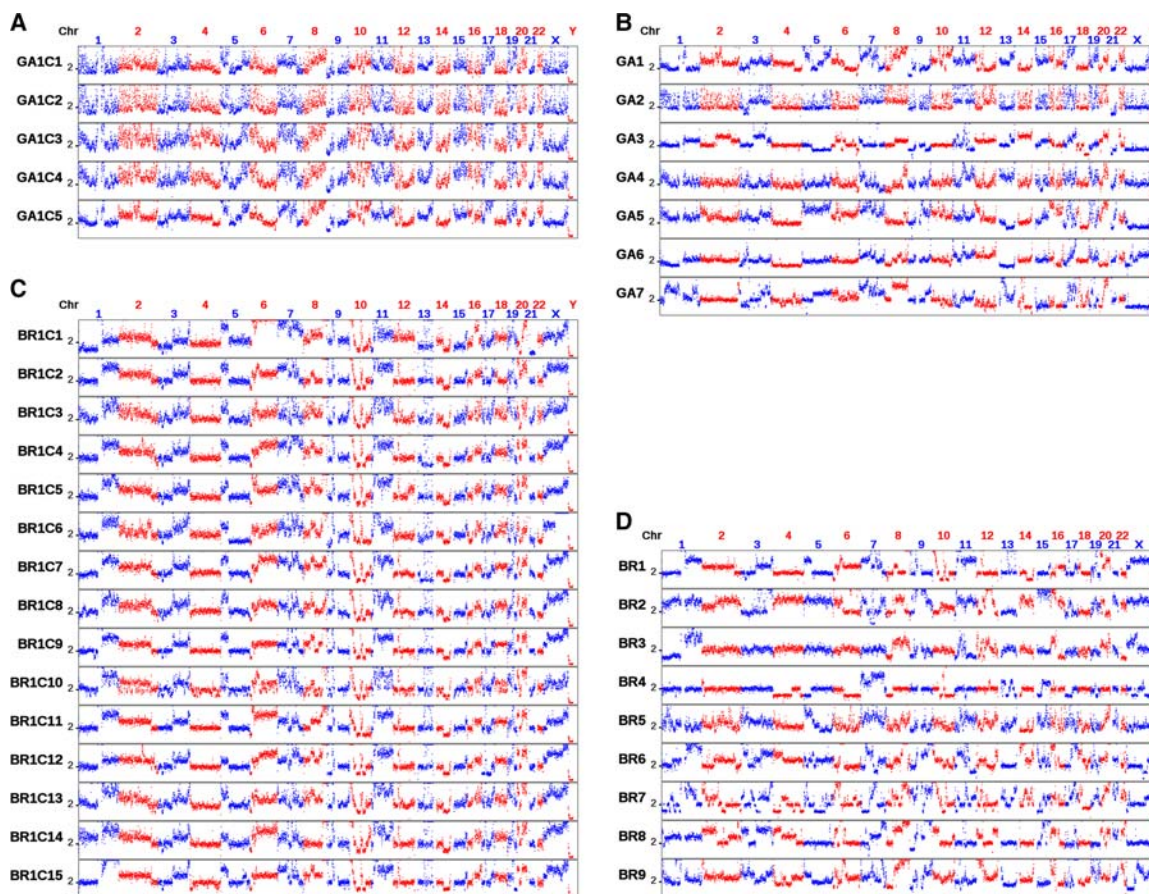 A
Chr 1 2 3 4 5 6 7 8 9 10 11 12 13 14 15 16 17 18 19 20 21 22 X Y
GA1C1 2
GA1C2 2
GA1C3 2
GA1C4 2
GA1C5 2
B
Chr 1 2 3 4 5 6 7 8 9 10 11 12 13 14 15 16 17 18 19 20 21 22 X
GA1 2
GA2 2
GA3 2
GA4 2
GA5 2
GA6 2
GA7 2
C
Chr 1 2 3 4 5 6 7 8 9 10 11 12 13 14 15 16 17 18 19 20 21 22 X Y
BR1C1 2
BR1C2 2
BR1C3 2
BR1C4 2
BR1C5 2
BR1C6 2
BR1C7 2
BR1C8 2
BR1C9 2
BR1C10 2
BR1C11 2
BR1C12 2
BR1C13 2
BR1C14 2
BR1C15 2
D
Chr 1 2 3 4 5 6 7 8 9 10 11 12 13 14 15 16 17 18 19 20 21 22 X
BR1 2
BR2 2
BR3 2
BR4 2
BR5 2
BR6 2
BR7 2
BR8 2
BR9 2